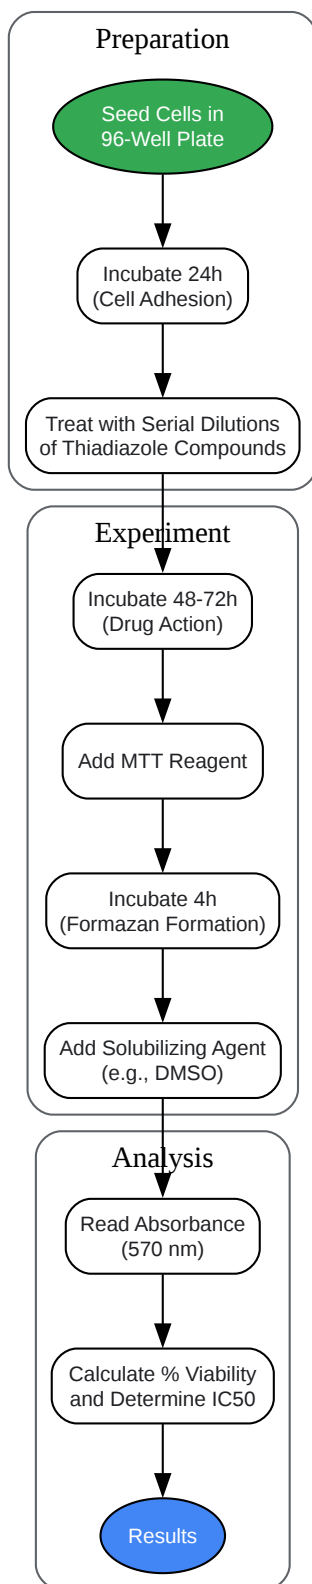 Preparation
Seed Cells in
96-Well Plate
Incubate 24h
(Cell Adhesion)
Treat with Serial Dilutions
of Thiadiazole Compounds
Experiment
Incubate 48-72h
(Drug Action)
Add MTT Reagent
Incubate 4h
(Formazan Formation)
Add Solubilizing Agent
(e.g., DMSO)
Analysis
Read Absorbance
(570 nm)
Calculate % Viability
and Determine IC50
Results